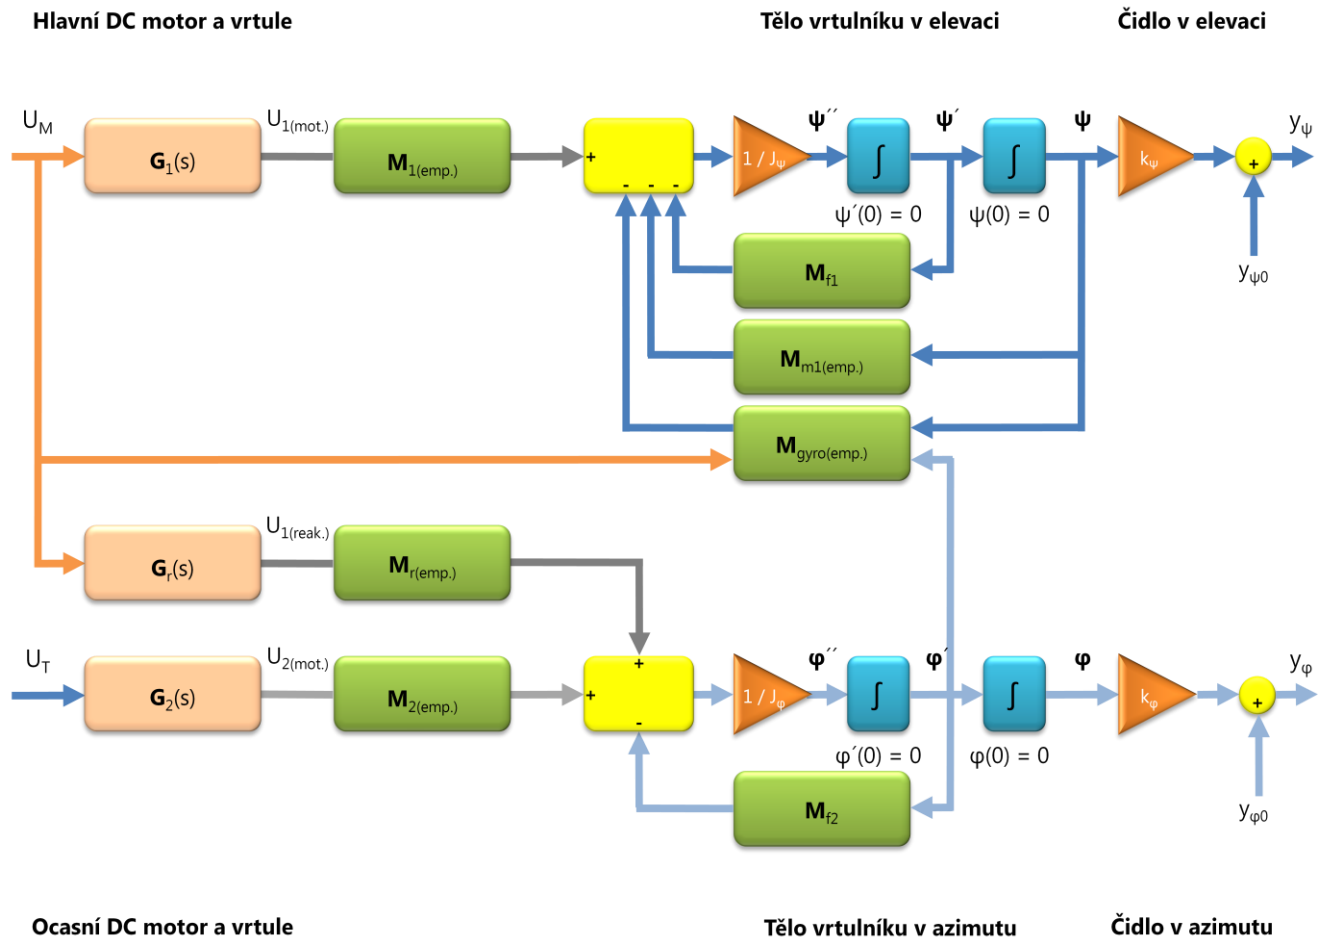 Hlavní DC motor a vrtule
Tělo vrtulníku v elevaci
Čidlo v elevaci
U_M
G_1(s)
U_1(mot.)
M_1(emp.)
+
- - -
1 / J_ψ
ψ´´
∫
ψ´(0) = 0
ψ´
∫
ψ(0) = 0
ψ
k_ψ
+
y_ψ
y_ψ0
M_f1
M_m1(emp.)
M_gyro(emp.)
G_r(s)
U_1(reak.)
M_r(emp.)
U_T
G_2(s)
U_2(mot.)
M_2(emp.)
+
+
-
1 / J_φ
φ´´
∫
φ´(0) = 0
φ´
∫
φ(0) = 0
φ
k_φ
+
y_φ
y_φ0
M_f2
Ocasní DC motor a vrtule
Tělo vrtulníku v azimutu
Čidlo v azimutu